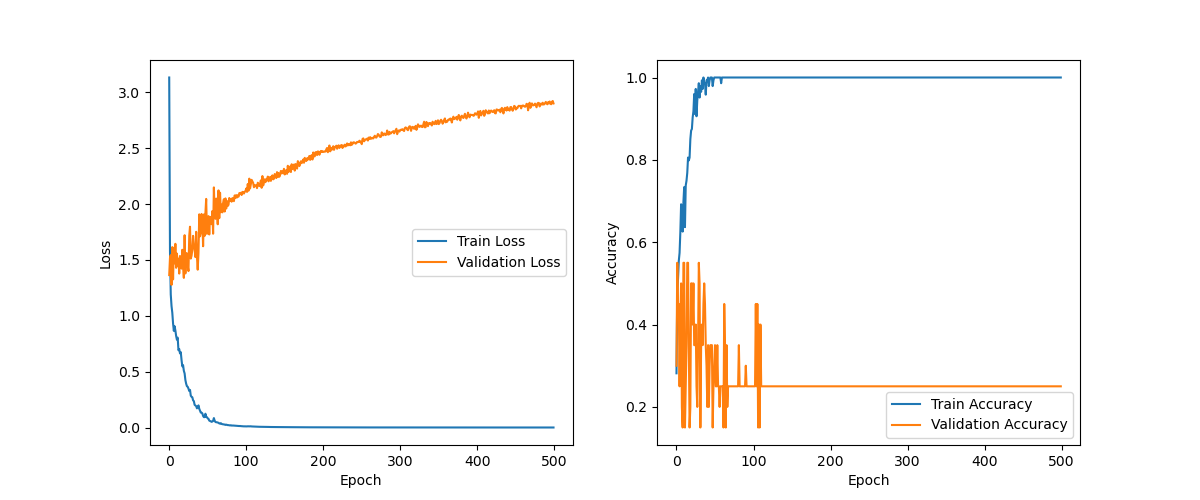 3.0
2.5
2.0
1.5
1.0
0.5
0.0
Loss
0 100 200 300 400 500
Epoch
Train Loss
Validation Loss
1.0
0.8
0.6
0.4
0.2
Accuracy
0 100 200 300 400 500
Epoch
Train Accuracy
Validation Accuracy